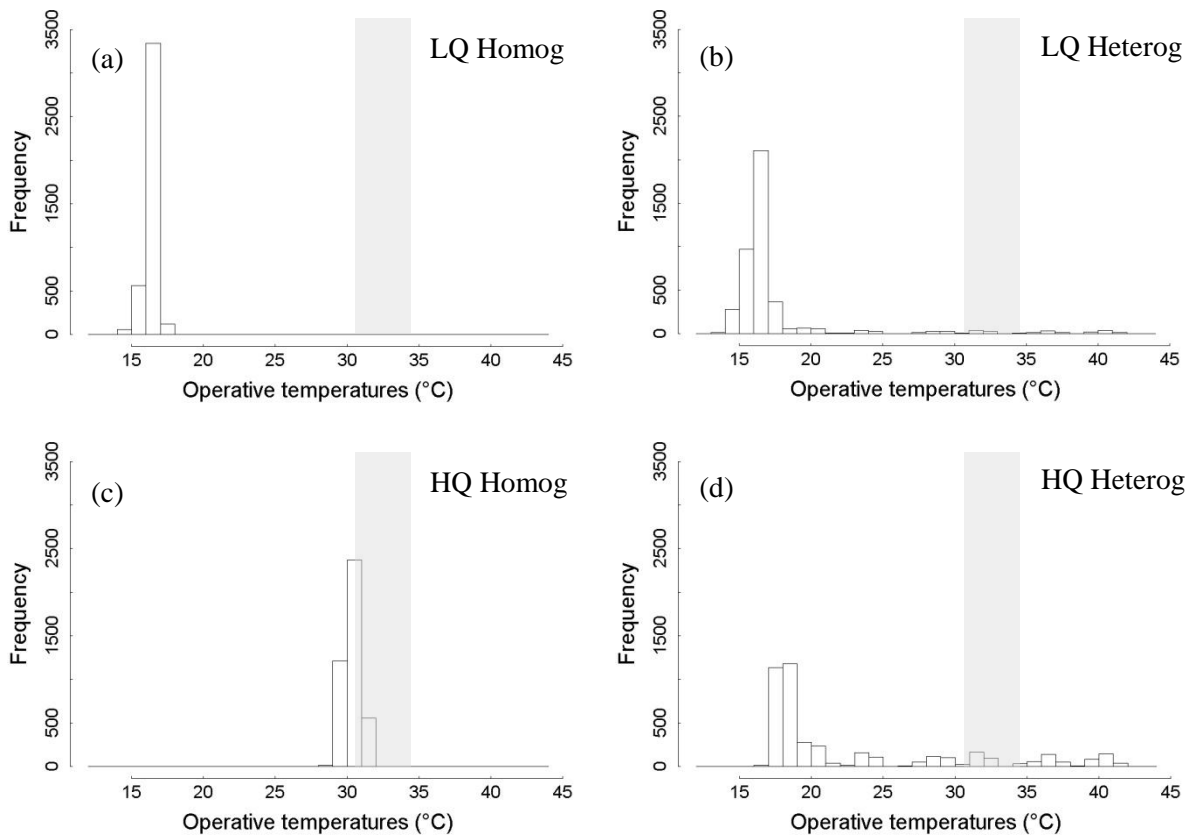 (a)
LQ Homog
Frequency
0 500 1500 2500 3500
15 20 25 30 35 40 45
Operative temperatures (°C)
(b)
LQ Heterog
Frequency
0 500 1500 2500 3500
15 20 25 30 35 40 45
Operative temperatures (°C)
(c)
HQ Homog
Frequency
0 500 1500 2500 3500
15 20 25 30 35 40 45
Operative temperatures (°C)
(d)
HQ Heterog
Frequency
0 500 1500 2500 3500
15 20 25 30 35 40 45
Operative temperatures (°C)